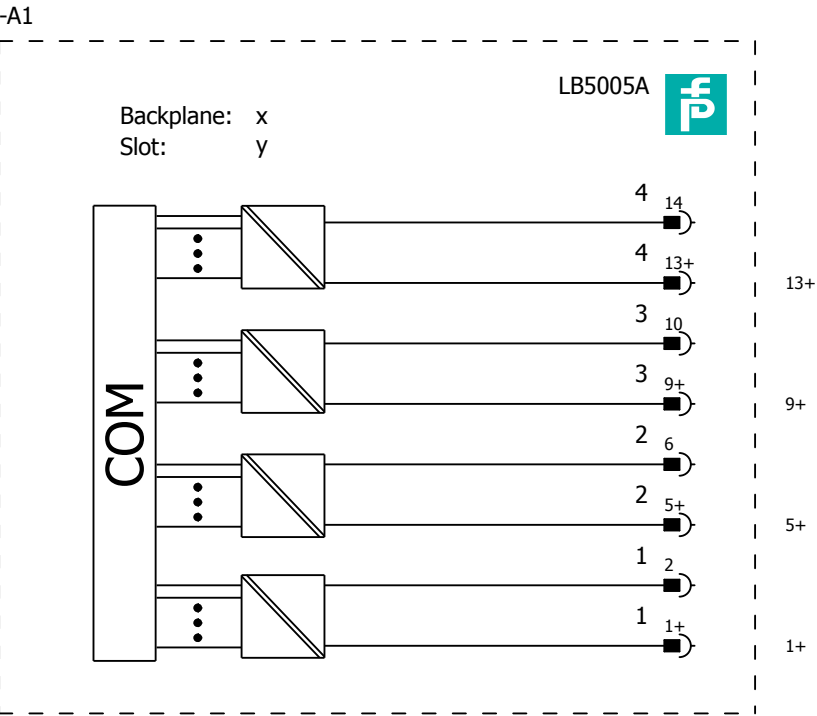 -A1
LB5005A
Backplane: x
Slot: y
4 14
4 13+
13+
3 10
3 9+
9+
COM
2 6
2 5+
5+
1 2
1 1+
1+